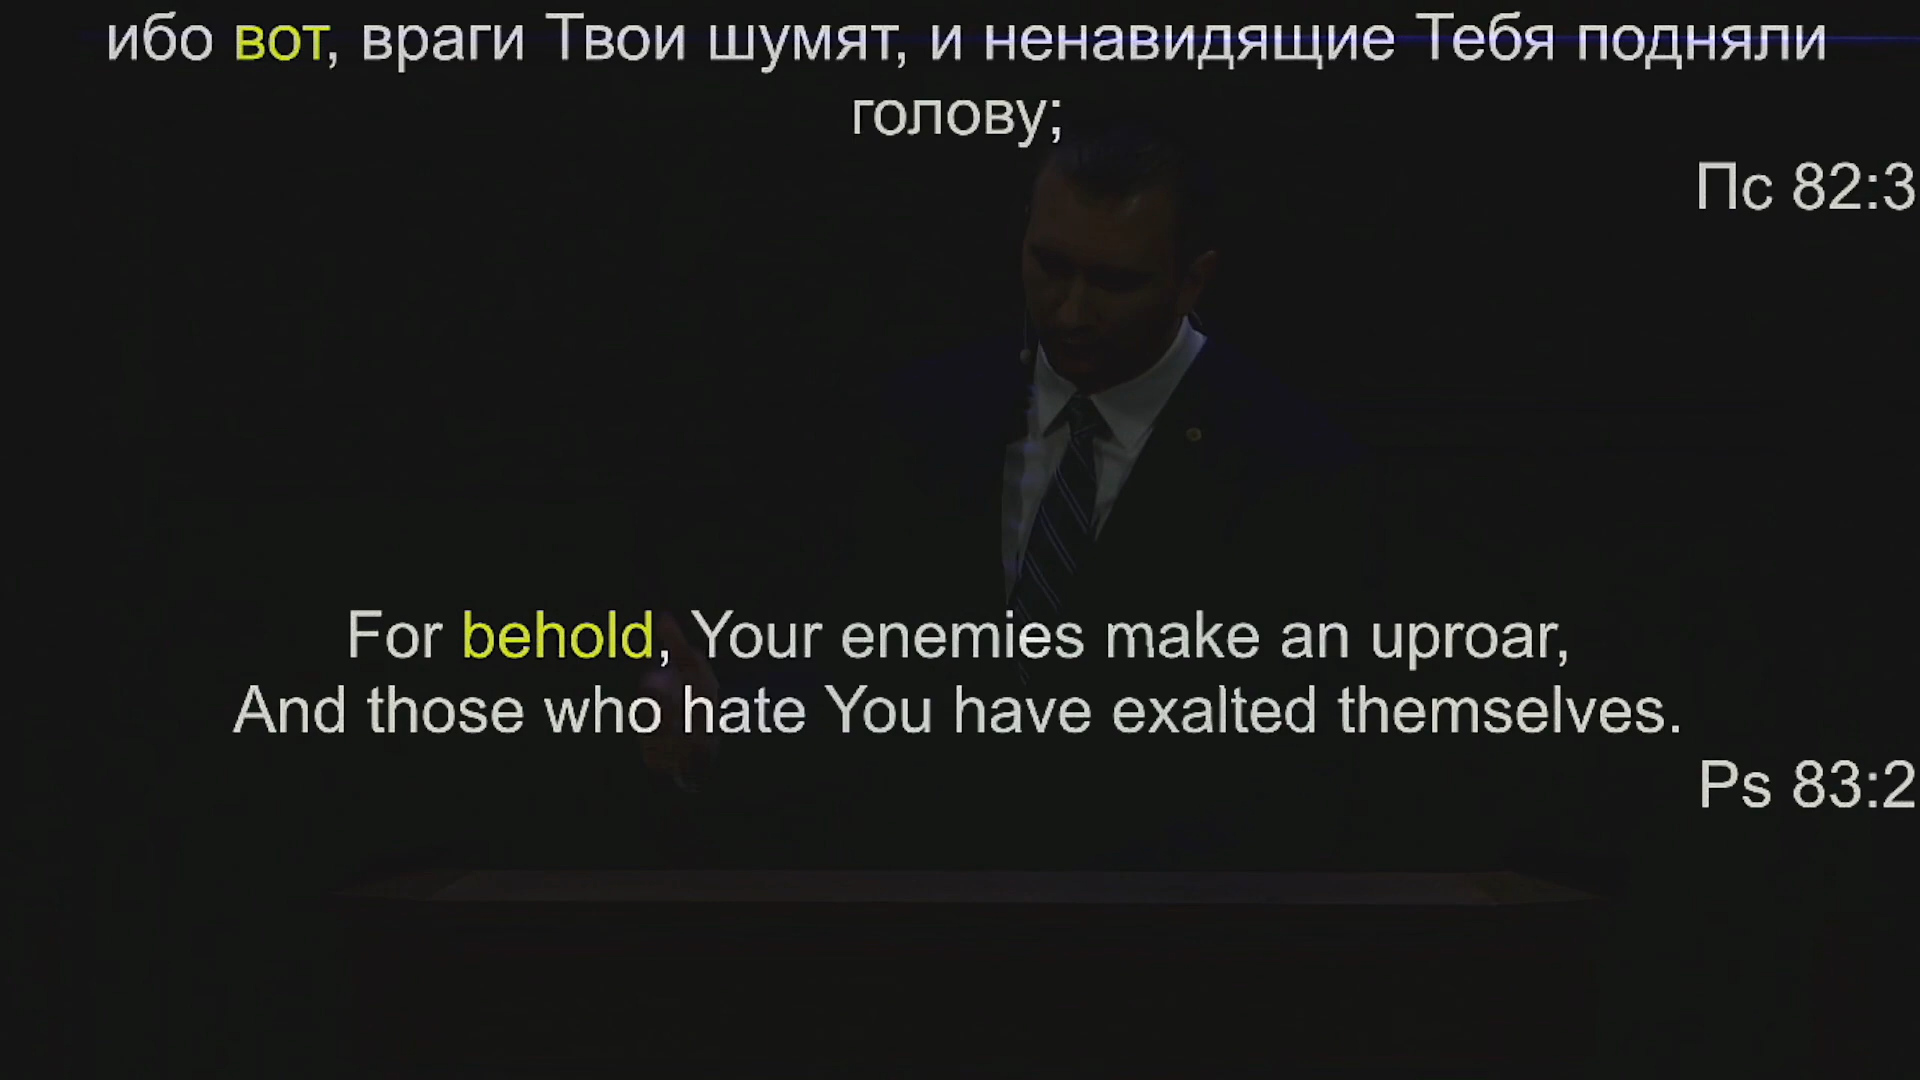 ибо вот, враги Твои шумят, и ненавидящие Тебя подняли
голову;
Пс 82:3
For behold, Your enemies make an uproar,
And those who hate You have exalted themselves.
Ps 83:2